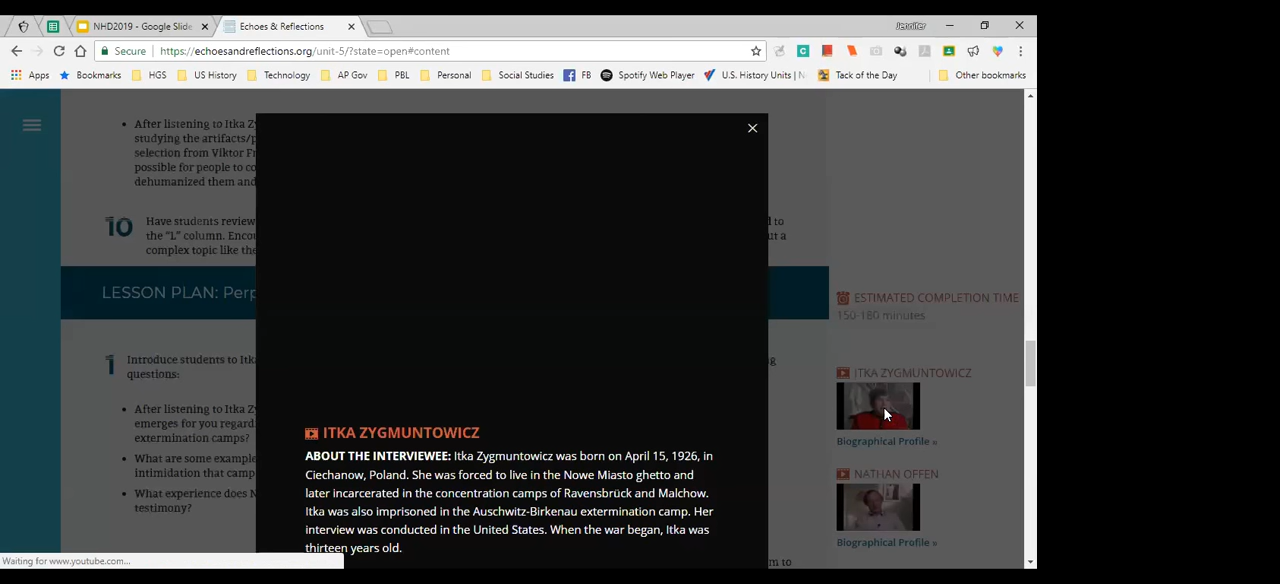 NHD2019 - Google Slide
Echoes & Reflections
Jennifer
Secure
https://echoesandreflections.org/unit-5/?state=open#content
Apps Bookmarks HGS US History Technology AP Gov PBL Personal Social Studies FB Spotify Web Player U.S. History Units | N Tack of the Day Other bookmarks
After listening to Itka Zy
studying the artifacts/p
selection from Viktor Fr
possible for people to co
dehumanized them and
10 Have students review
the "L" column. Encou
complex topic like the
d to
ut a
LESSON PLAN: Perp
1 Introduce students to Itka
questions:
ng
After listening to Itka Z
emerges for you regard
extermination camps?
What are some example
intimidation that camp
What experience does N
testimony?
m to
ITKA ZYGMUNTOWICZ
ABOUT THE INTERVIEWEE: Itka Zygmuntowicz was born on April 15, 1926, in
Ciechanow, Poland. She was forced to live in the Nowe Miasto ghetto and
later incarcerated in the concentration camps of Ravensbrück and Malchow.
Itka was also imprisoned in the Auschwitz-Birkenau extermination camp. Her
interview was conducted in the United States. When the war began, Itka was
thirteen years old.
ESTIMATED COMPLETION TIME
150-180 minutes
ITKA ZYGMUNTOWICZ
Biographical Profile »
NATHAN OFFEN
Biographical Profile »
Waiting for www.youtube.com...